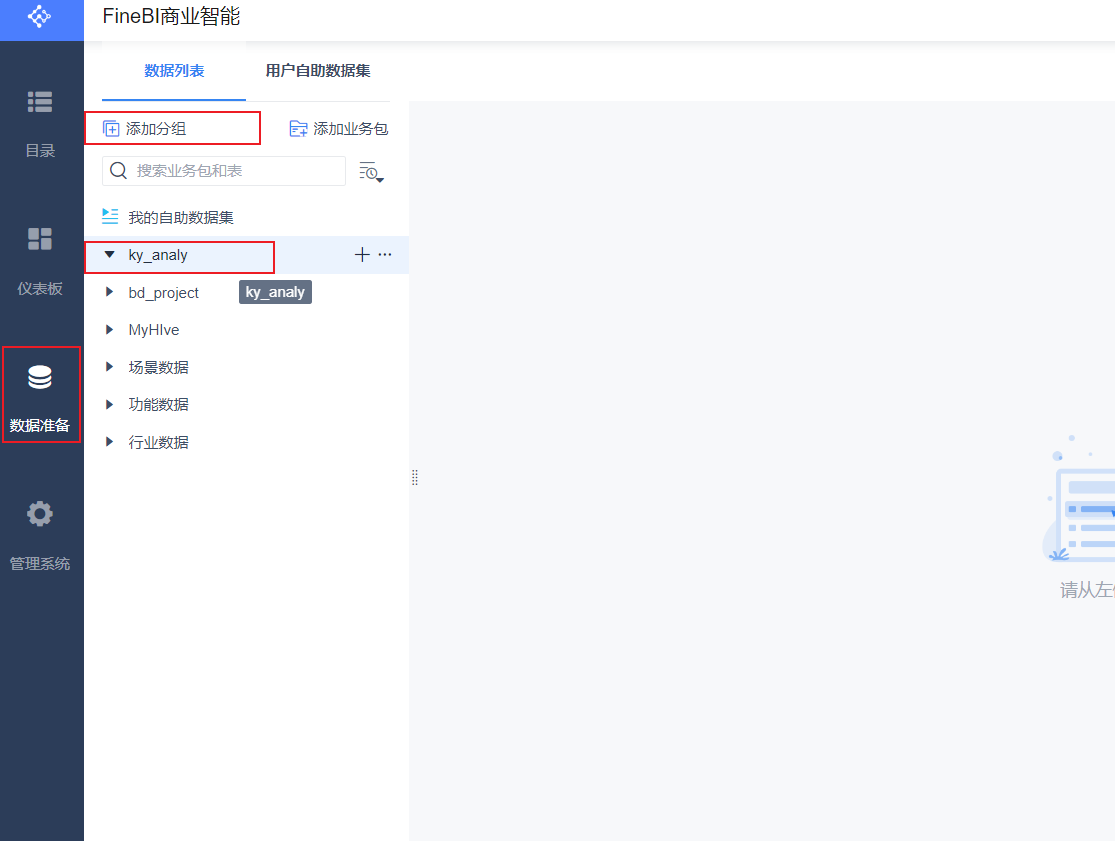 FineBI商业智能
目录
仪表板
数据准备
管理系统
数据列表
用户自助数据集
添加分组
添加业务包
搜索业务包和表
我的自助数据集
ky_analy
bd_project
ky_analy
MyHIve
场景数据
功能数据
行业数据
请从左